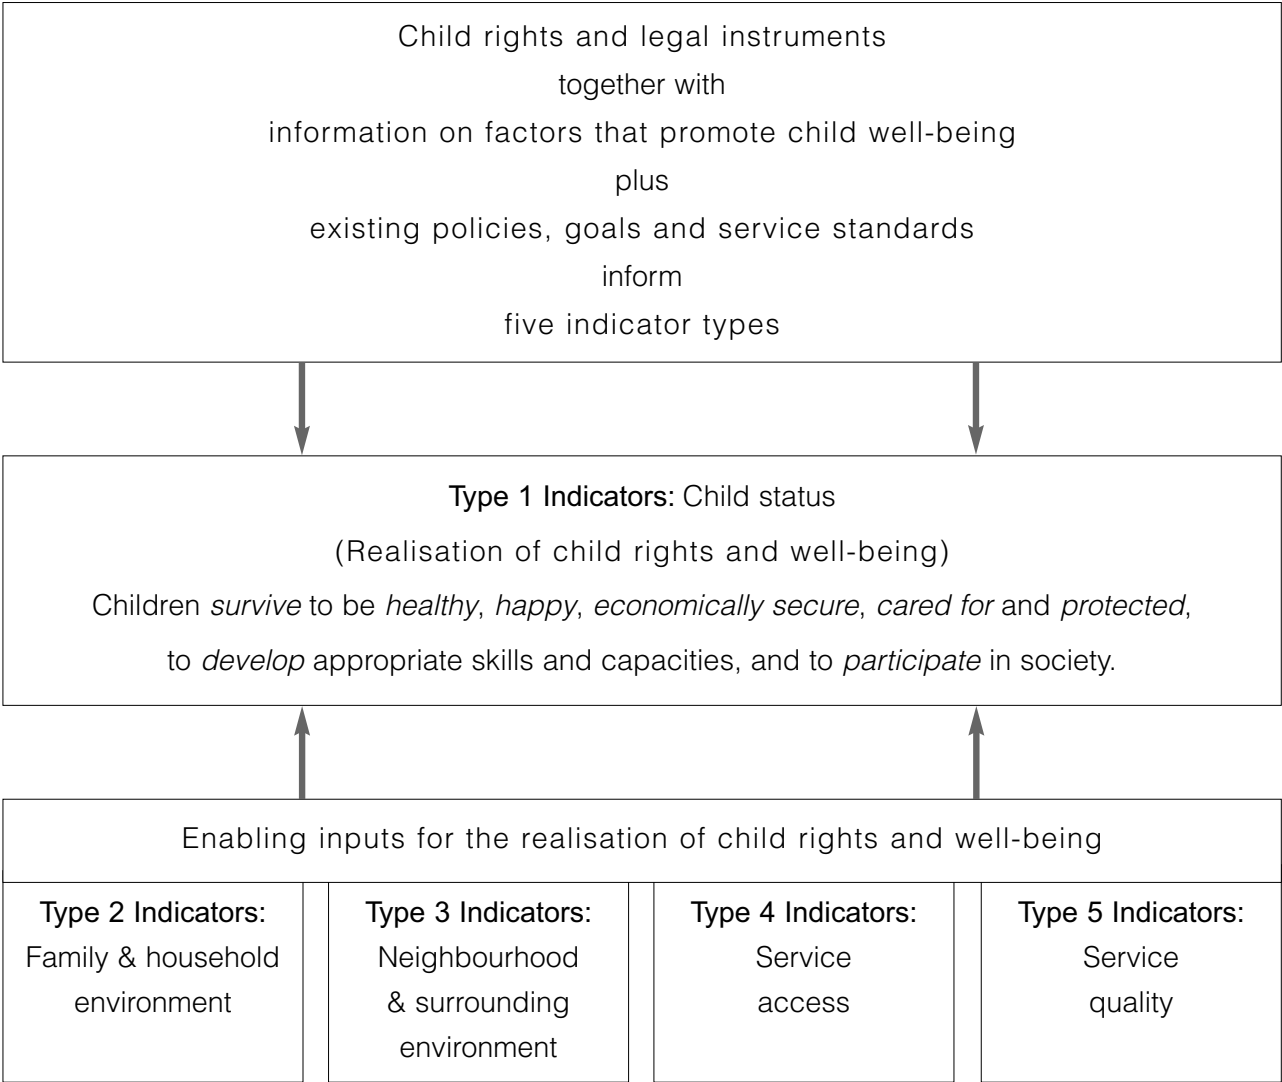 Child rights and legal instruments
together with
information on factors that promote child well-being
plus
existing policies, goals and service standards
inform
five indicator types
Type 1 Indicators: Child status
(Realisation of child rights and well-being)
Children survive to be healthy, happy, economically secure, cared for and protected,
to develop appropriate skills and capacities, and to participate in society.
Enabling inputs for the realisation of child rights and well-being
Type 2 Indicators:
Family & household
environment
Type 3 Indicators:
Neighbourhood
& surrounding
environment
Type 4 Indicators:
Service
access
Type 5 Indicators:
Service
quality